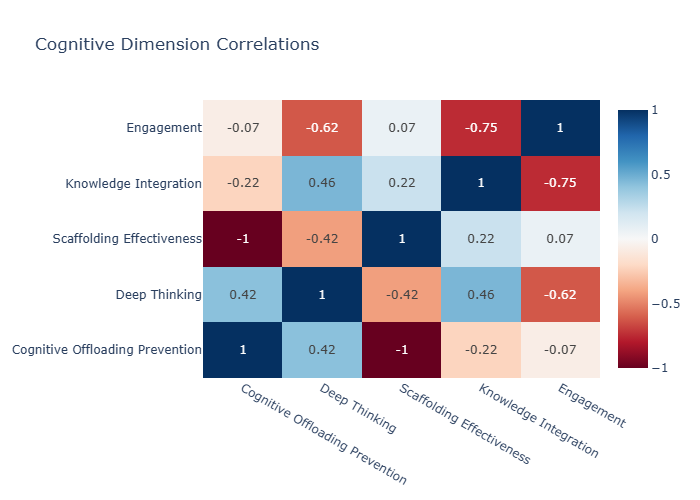 Cognitive Dimension Correlations
Engagement -0.07 -0.62 0.07 -0.75 1
Knowledge Integration -0.22 0.46 0.22 1 -0.75
Scaffolding Effectiveness -1 -0.42 1 0.22 0.07
Deep Thinking 0.42 1 -0.42 0.46 -0.62
Cognitive Offloading Prevention 1 0.42 -1 -0.22 -0.07
Cognitive Offloading Prevention
Deep Thinking
Scaffolding Effectiveness
Knowledge Integration
Engagement
1
0.5
0
−0.5
−1